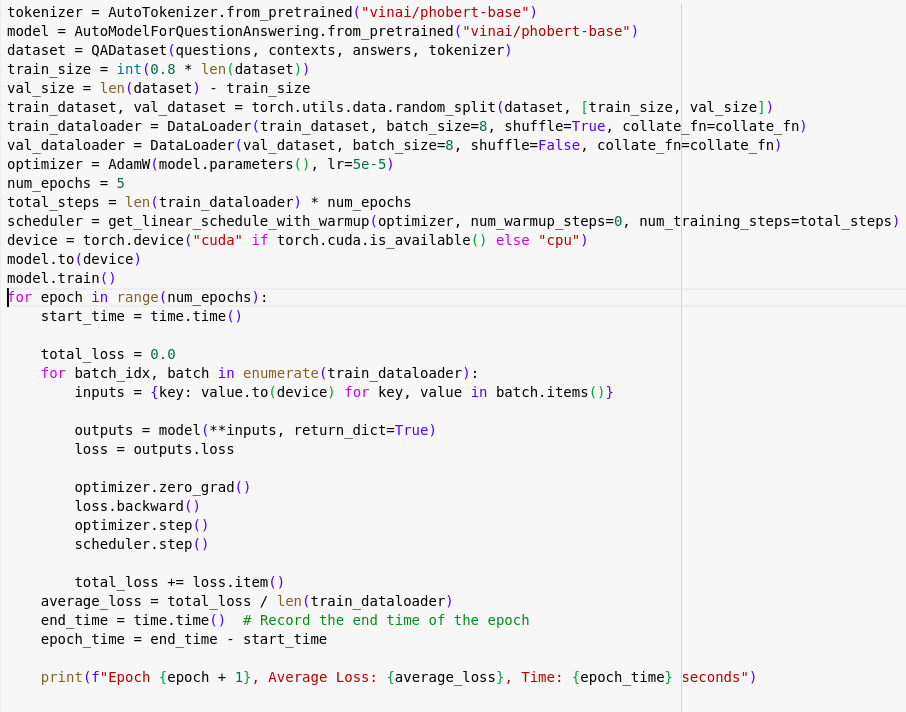 tokenizer = AutoTokenizer.from_pretrained("vinai/phobert-base")
model = AutoModelForQuestionAnswering.from_pretrained("vinai/phobert-base")
dataset = QADataset(questions, contexts, answers, tokenizer)
train_size = int(0.8 * len(dataset))
val_size = len(dataset) - train_size
train_dataset, val_dataset = torch.utils.data.random_split(dataset, [train_size, val_size])
train_dataloader = DataLoader(train_dataset, batch_size=8, shuffle=True, collate_fn=collate_fn)
val_dataloader = DataLoader(val_dataset, batch_size=8, shuffle=False, collate_fn=collate_fn)
optimizer = AdamW(model.parameters(), lr=5e-5)
num_epochs = 5
total_steps = len(train_dataloader) * num_epochs
scheduler = get_linear_schedule_with_warmup(optimizer, num_warmup_steps=0, num_training_steps=total_steps)
device = torch.device("cuda" if torch.cuda.is_available() else "cpu")
model.to(device)
model.train()
for epoch in range(num_epochs):
    start_time = time.time()

    total_loss = 0.0
    for batch_idx, batch in enumerate(train_dataloader):
        inputs = {key: value.to(device) for key, value in batch.items()}

        outputs = model(**inputs, return_dict=True)
        loss = outputs.loss

        optimizer.zero_grad()
        loss.backward()
        optimizer.step()
        scheduler.step()

        total_loss += loss.item()
    average_loss = total_loss / len(train_dataloader)
    end_time = time.time()  # Record the end time of the epoch
    epoch_time = end_time - start_time

    print(f"Epoch {epoch + 1}, Average Loss: {average_loss}, Time: {epoch_time} seconds")